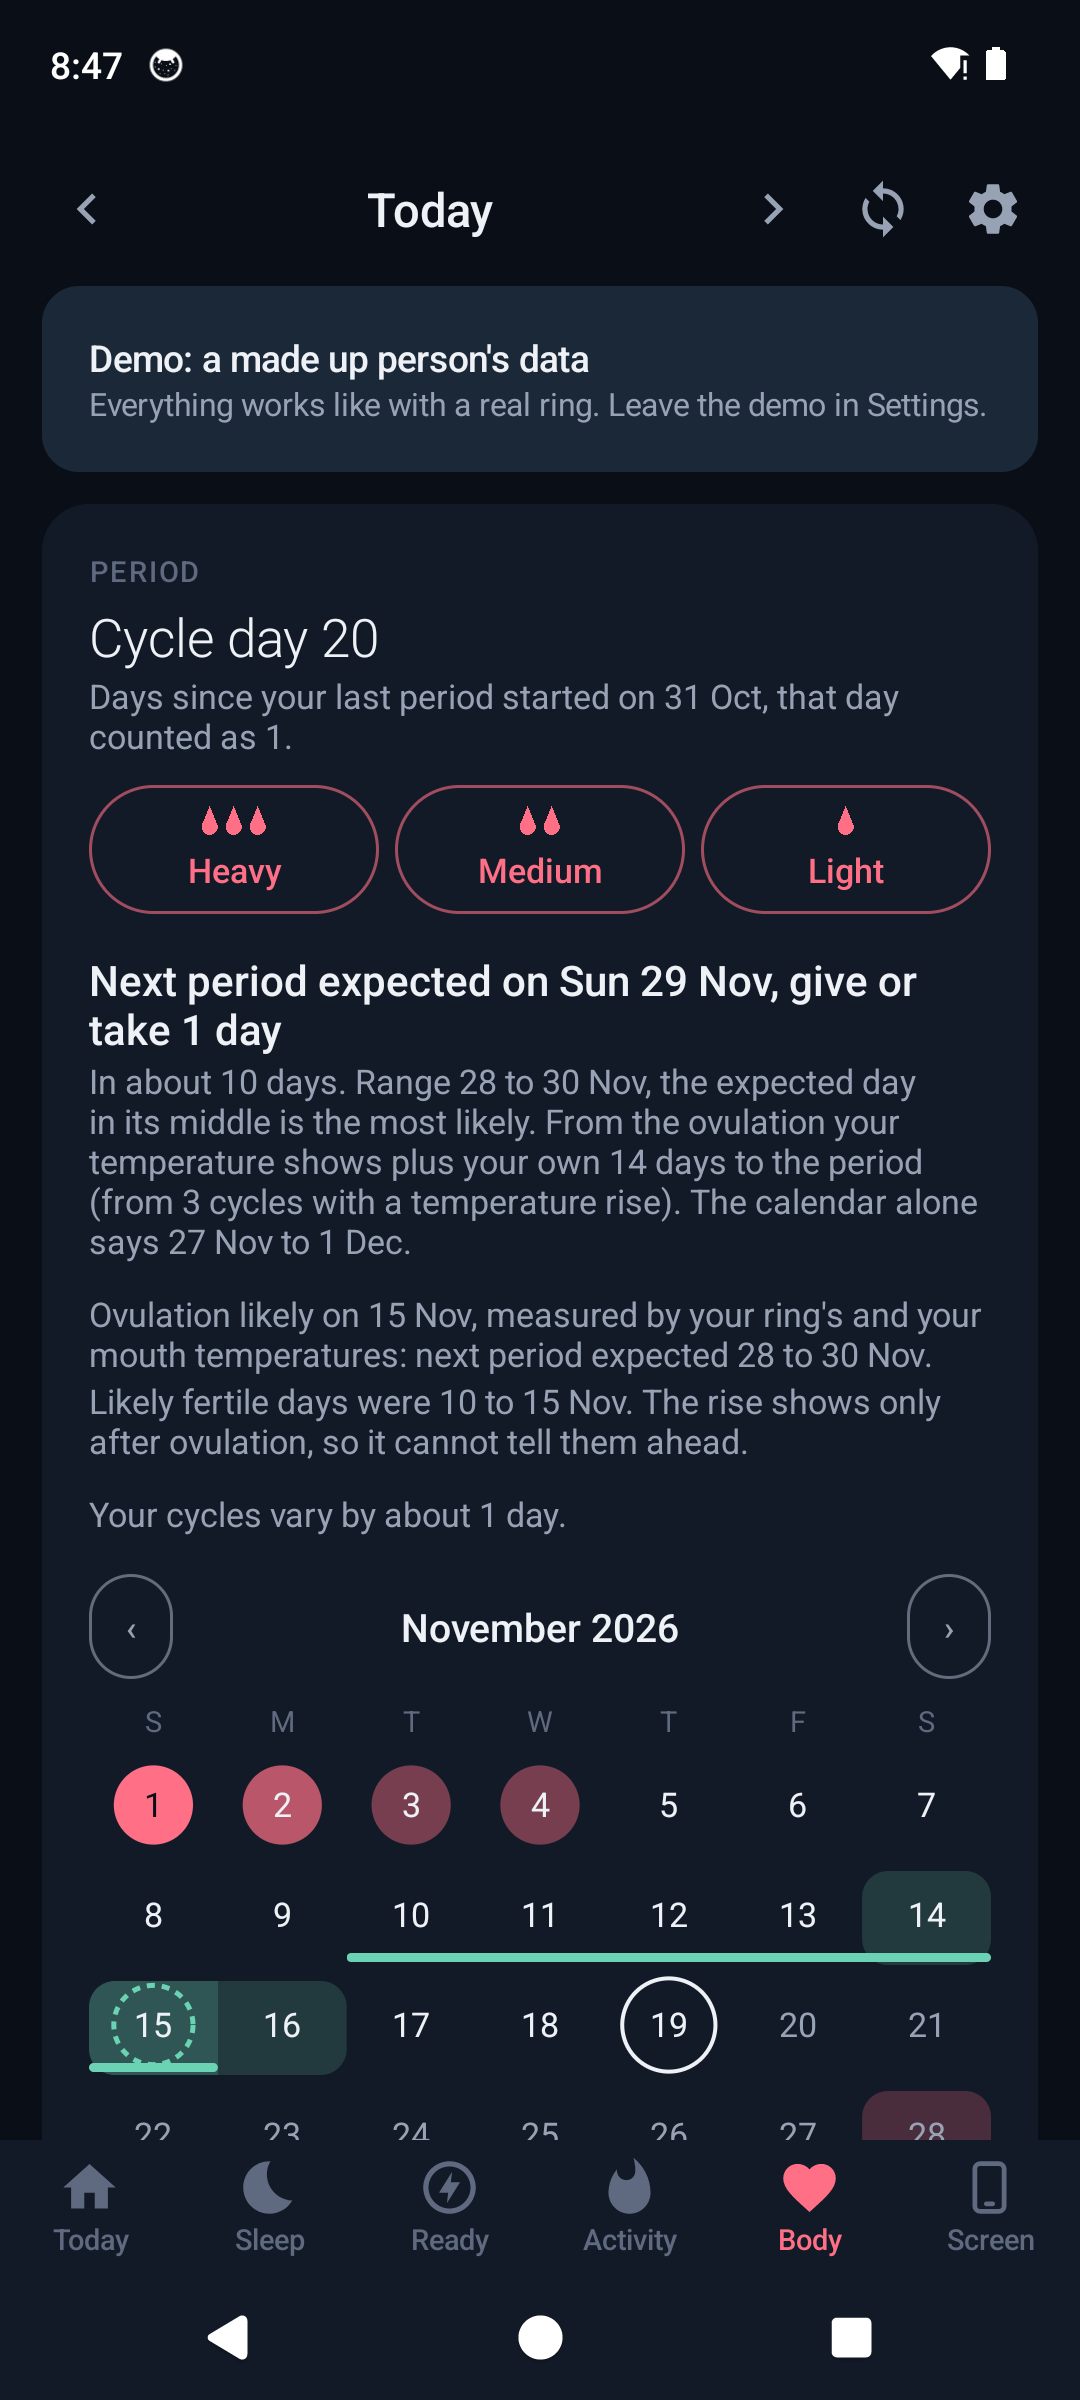 8:47
Today
Demo: a made up person's data
Everything works like with a real ring. Leave the demo in Settings.
PERIOD
Cycle day 20
Days since your last period started on 31 Oct, that day
counted as 1.
Heavy Medium Light
Next period expected on Sun 29 Nov, give or
take 1 day
In about 10 days. Range 28 to 30 Nov, the expected day
in its middle is the most likely. From the ovulation your
temperature shows plus your own 14 days to the period
(from 3 cycles with a temperature rise). The calendar alone
says 27 Nov to 1 Dec.
Ovulation likely on 15 Nov, measured by your ring's and your
mouth temperatures: next period expected 28 to 30 Nov.
Likely fertile days were 10 to 15 Nov. The rise shows only
after ovulation, so it cannot tell them ahead.
Your cycles vary by about 1 day.
‹ November 2026 ›
S M T W T F S
1 2 3 4 5 6 7
8 9 10 11 12 13 14
15 16 17 18 19 20 21
22 23 24 25 26 27 28
Today Sleep Ready Activity Body Screen